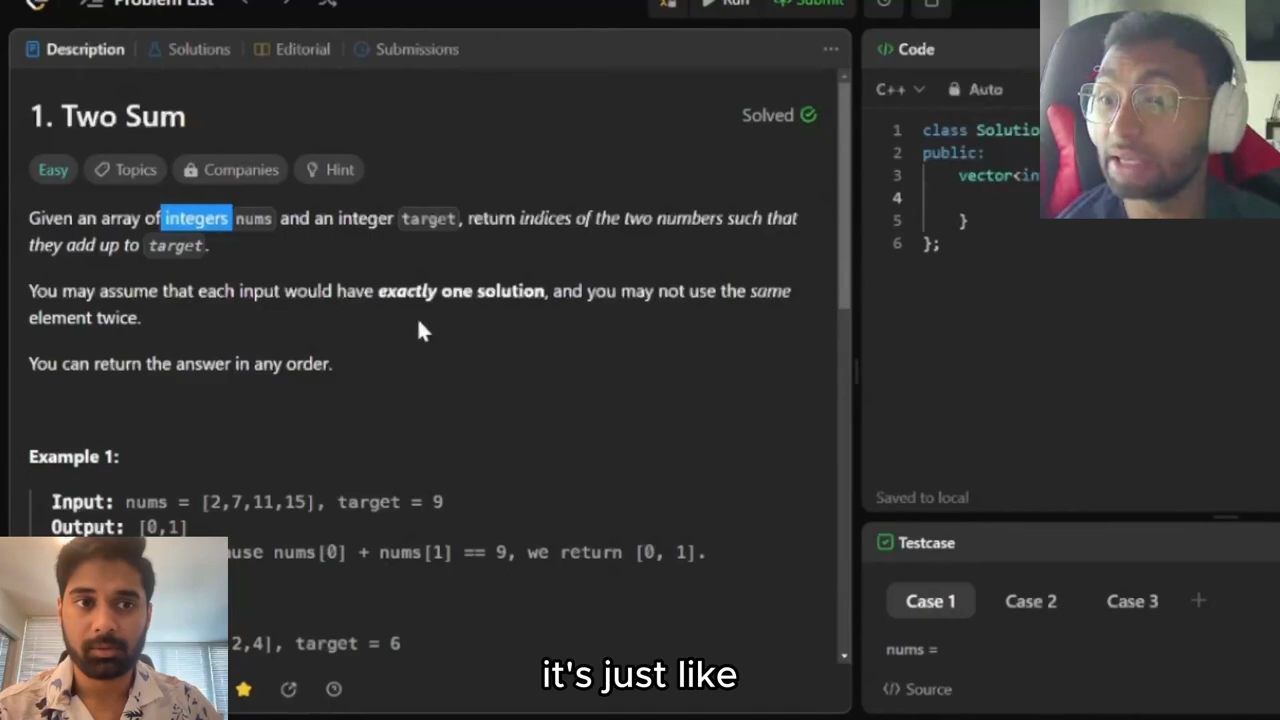 Problem List
Run
Submit
Description
Solutions
Editorial
Submissions
1. Two Sum
Solved
Easy
Topics
Companies
Hint
Given an array of integers nums and an integer target, return indices of the two numbers such that
they add up to target.
You may assume that each input would have exactly one solution, and you may not use the same
element twice.
You can return the answer in any order.
Example 1:
Input: nums = [2,7,11,15], target = 9
Output: [0,1]
nums[0] + nums[1] == 9, we return [0, 1].
2,4], target = 6
</> Code
C++
Auto
1 class Solutio
2 public:
3 vector<in
4
5 }
6 };
Saved to local
Testcase
Case 1
Case 2
Case 3
+
nums =
</> Source
it's just like